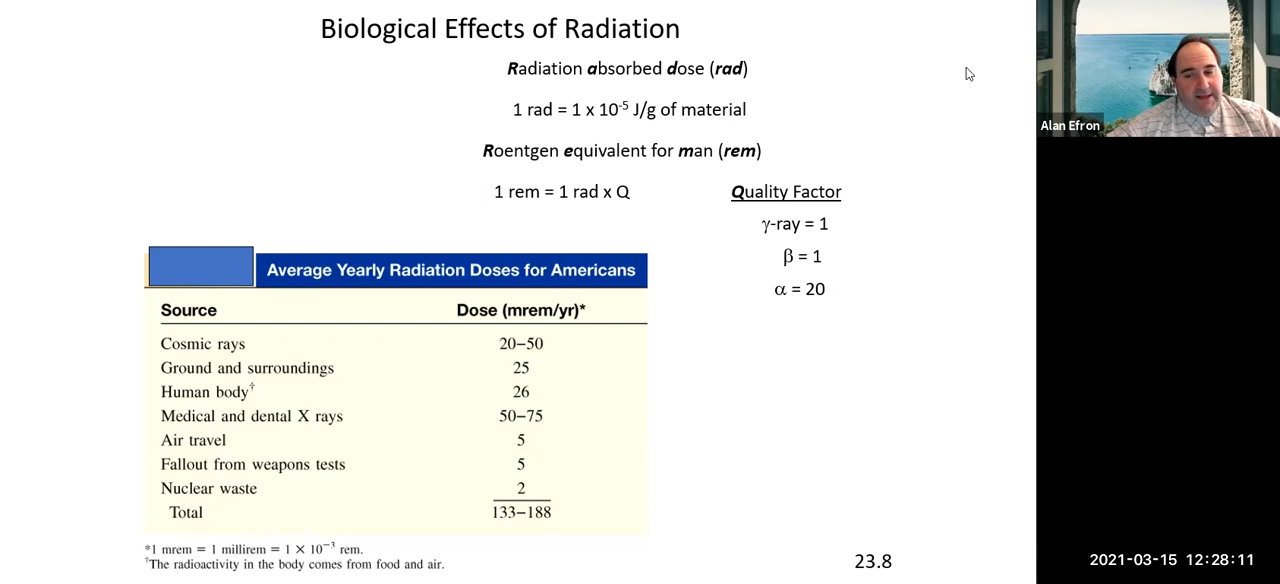 Biological Effects of Radiation
Radiation absorbed dose (rad)
1 rad = 1 x 10⁻⁵ J/g of material
Roentgen equivalent for man (rem)
1 rem = 1 rad x Q
Quality Factor
γ-ray = 1
β = 1
α = 20
Average Yearly Radiation Doses for Americans
Source Dose (mrem/yr)*
Cosmic rays 20–50
Ground and surroundings 25
Human body† 26
Medical and dental X rays 50–75
Air travel 5
Fallout from weapons tests 5
Nuclear waste 2
Total 133–188
*1 mrem = 1 millirem = 1 × 10⁻³ rem.
†The radioactivity in the body comes from food and air.
23.8
Alan Efron
2021-03-15 12:28:11